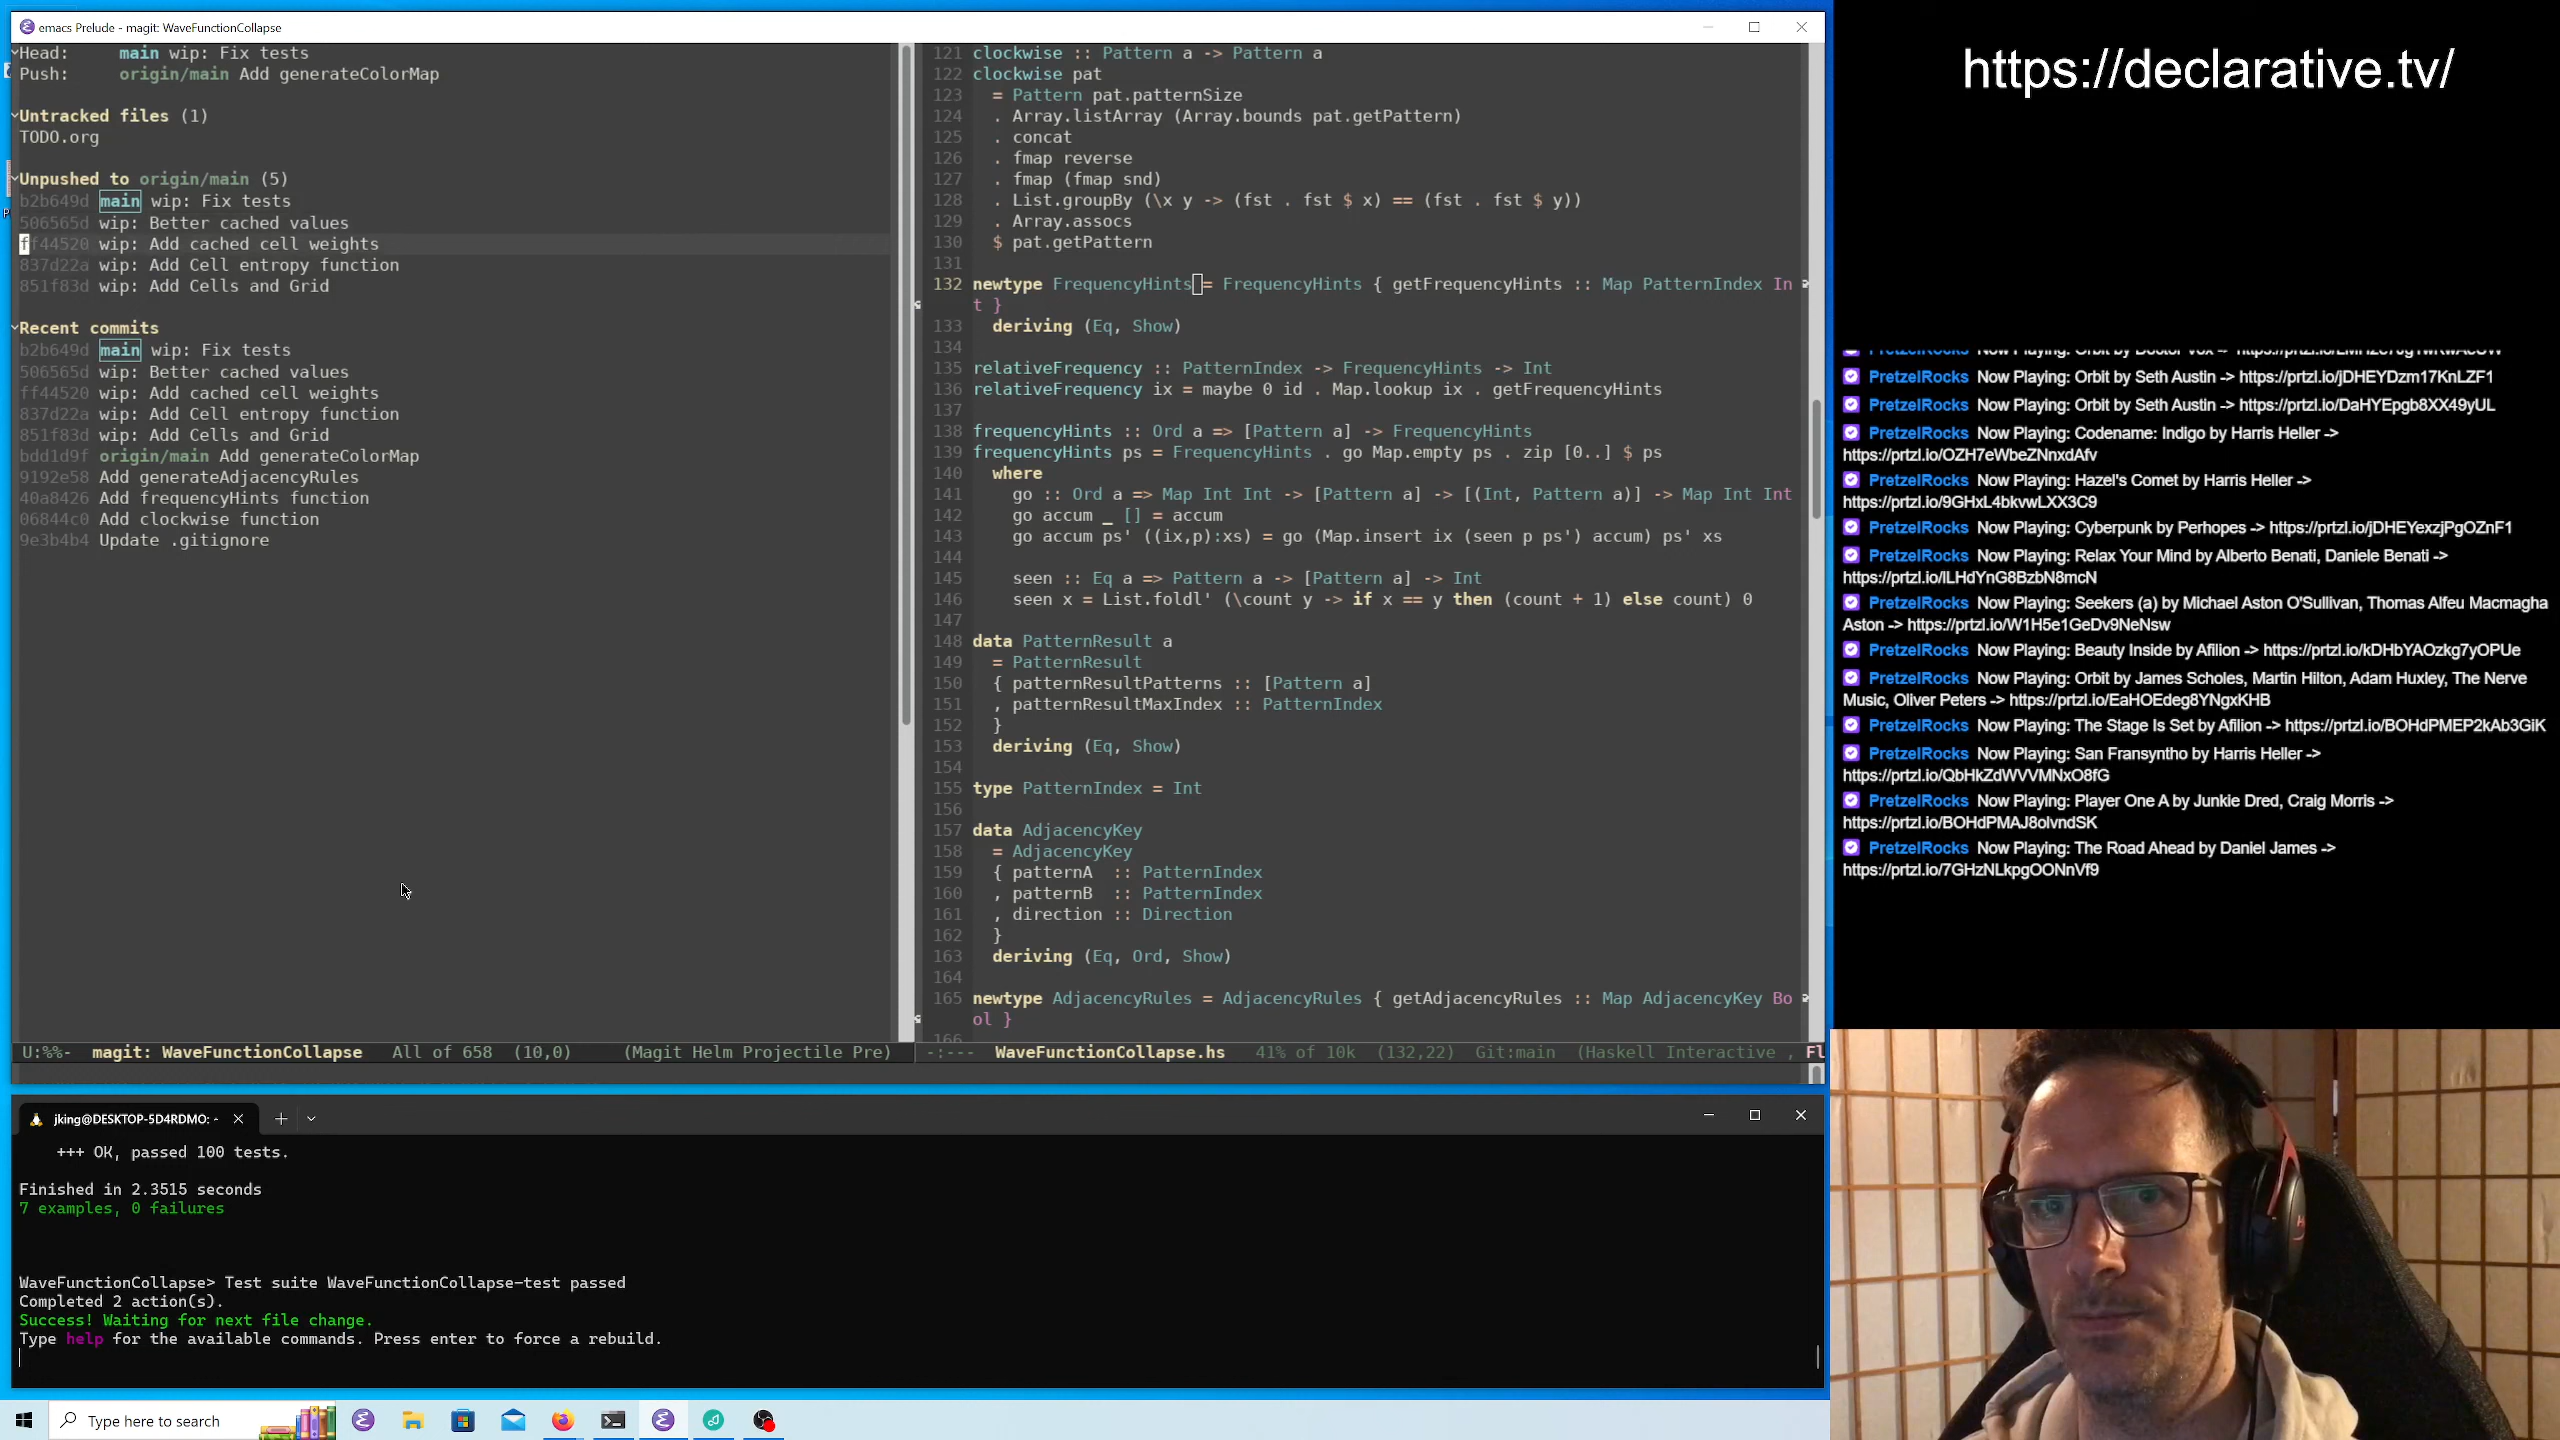 emacs Prelude - magit: WaveFunctionCollapse
Head:     main wip: Fix tests
Push:     origin/main Add generateColorMap
Untracked files (1)
TODO.org
Unpushed to origin/main (5)
b2b649d main wip: Fix tests
506565d wip: Better cached values
ff44520 wip: Add cached cell weights
837d22a wip: Add Cell entropy function
851f83d wip: Add Cells and Grid
Recent commits
b2b649d main wip: Fix tests
506565d wip: Better cached values
ff44520 wip: Add cached cell weights
837d22a wip: Add Cell entropy function
851f83d wip: Add Cells and Grid
bdd1d9f origin/main Add generateColorMap
9192e58 Add generateAdjacencyRules
40a8426 Add frequencyHints function
06844c0 Add clockwise function
9e3b4b4 Update .gitignore
U:%%-  magit: WaveFunctionCollapse   All of 658  (10,0)     (Magit Helm Projectile Pre)
121 clockwise :: Pattern a -> Pattern a
122 clockwise pat
123   = Pattern pat.patternSize
124   . Array.listArray (Array.bounds pat.getPattern)
125   . concat
126   . fmap reverse
127   . fmap (fmap snd)
128   . List.groupBy (\x y -> (fst . fst $ x) == (fst . fst $ y))
129   . Array.assocs
130   $ pat.getPattern
131
132 newtype FrequencyHints = FrequencyHints { getFrequencyHints :: Map PatternIndex In
t }
133   deriving (Eq, Show)
134
135 relativeFrequency :: PatternIndex -> FrequencyHints -> Int
136 relativeFrequency ix = maybe 0 id . Map.lookup ix . getFrequencyHints
137
138 frequencyHints :: Ord a => [Pattern a] -> FrequencyHints
139 frequencyHints ps = FrequencyHints . go Map.empty ps . zip [0..] $ ps
140   where
141     go :: Ord a => Map Int Int -> [Pattern a] -> [(Int, Pattern a)] -> Map Int Int
142     go accum _ [] = accum
143     go accum ps' ((ix,p):xs) = go (Map.insert ix (seen p ps') accum) ps' xs
144
145     seen :: Eq a => Pattern a -> [Pattern a] -> Int
146     seen x = List.foldl' (\count y -> if x == y then (count + 1) else count) 0
147
148 data PatternResult a
149   = PatternResult
150   { patternResultPatterns :: [Pattern a]
151   , patternResultMaxIndex :: PatternIndex
152   }
153   deriving (Eq, Show)
154
155 type PatternIndex = Int
156
157 data AdjacencyKey
158   = AdjacencyKey
159   { patternA  :: PatternIndex
160   , patternB  :: PatternIndex
161   , direction :: Direction
162   }
163   deriving (Eq, Ord, Show)
164
165 newtype AdjacencyRules = AdjacencyRules { getAdjacencyRules :: Map AdjacencyKey Bo
ol }
166
-:---  WaveFunctionCollapse.hs   41% of 10k  (132,22)   Git:main  (Haskell Interactive , Fl
jking@DESKTOP-5D4RDMO: -
+++ OK, passed 100 tests.
Finished in 2.3515 seconds
7 examples, 0 failures
WaveFunctionCollapse> Test suite WaveFunctionCollapse-test passed
Completed 2 action(s).
Success! Waiting for next file change.
Type help for the available commands. Press enter to force a rebuild.
Type here to search
https://declarative.tv/
PretzelRocks Now Playing: Orbit by Doctor Vox ->
PretzelRocks Now Playing: Orbit by Seth Austin -> https://prtzl.io/jDHEYDzm17KnLZF1
PretzelRocks Now Playing: Orbit by Seth Austin -> https://prtzl.io/DaHYEpgb8XX49yUL
PretzelRocks Now Playing: Codename: Indigo by Harris Heller ->
https://prtzl.io/OZH7eWbeZNnxdAfv
PretzelRocks Now Playing: Hazel's Comet by Harris Heller ->
https://prtzl.io/9GHxL4bkvwLXX3C9
PretzelRocks Now Playing: Cyberpunk by Perhopes -> https://prtzl.io/jDHEYexzjPgOZnF1
PretzelRocks Now Playing: Relax Your Mind by Alberto Benati, Daniele Benati ->
https://prtzl.io/lLHdYnG8BzbN8mcN
PretzelRocks Now Playing: Seekers (a) by Michael Aston O'Sullivan, Thomas Alfeu Macmagha
Aston -> https://prtzl.io/W1H5e1GeDv9NeNsw
PretzelRocks Now Playing: Beauty Inside by Afilion -> https://prtzl.io/kDHbYAOzkg7yOPUe
PretzelRocks Now Playing: Orbit by James Scholes, Martin Hilton, Adam Huxley, The Nerve
Music, Oliver Peters -> https://prtzl.io/EaHOEdeg8YNgxKHB
PretzelRocks Now Playing: The Stage Is Set by Afilion -> https://prtzl.io/BOHdPMEP2kAb3GiK
PretzelRocks Now Playing: San Fransyntho by Harris Heller ->
https://prtzl.io/QbHkZdWVVMNxO8fG
PretzelRocks Now Playing: Player One A by Junkie Dred, Craig Morris ->
https://prtzl.io/BOHdPMAJ8olvndSK
PretzelRocks Now Playing: The Road Ahead by Daniel James ->
https://prtzl.io/7GHzNLkpgOONnVf9